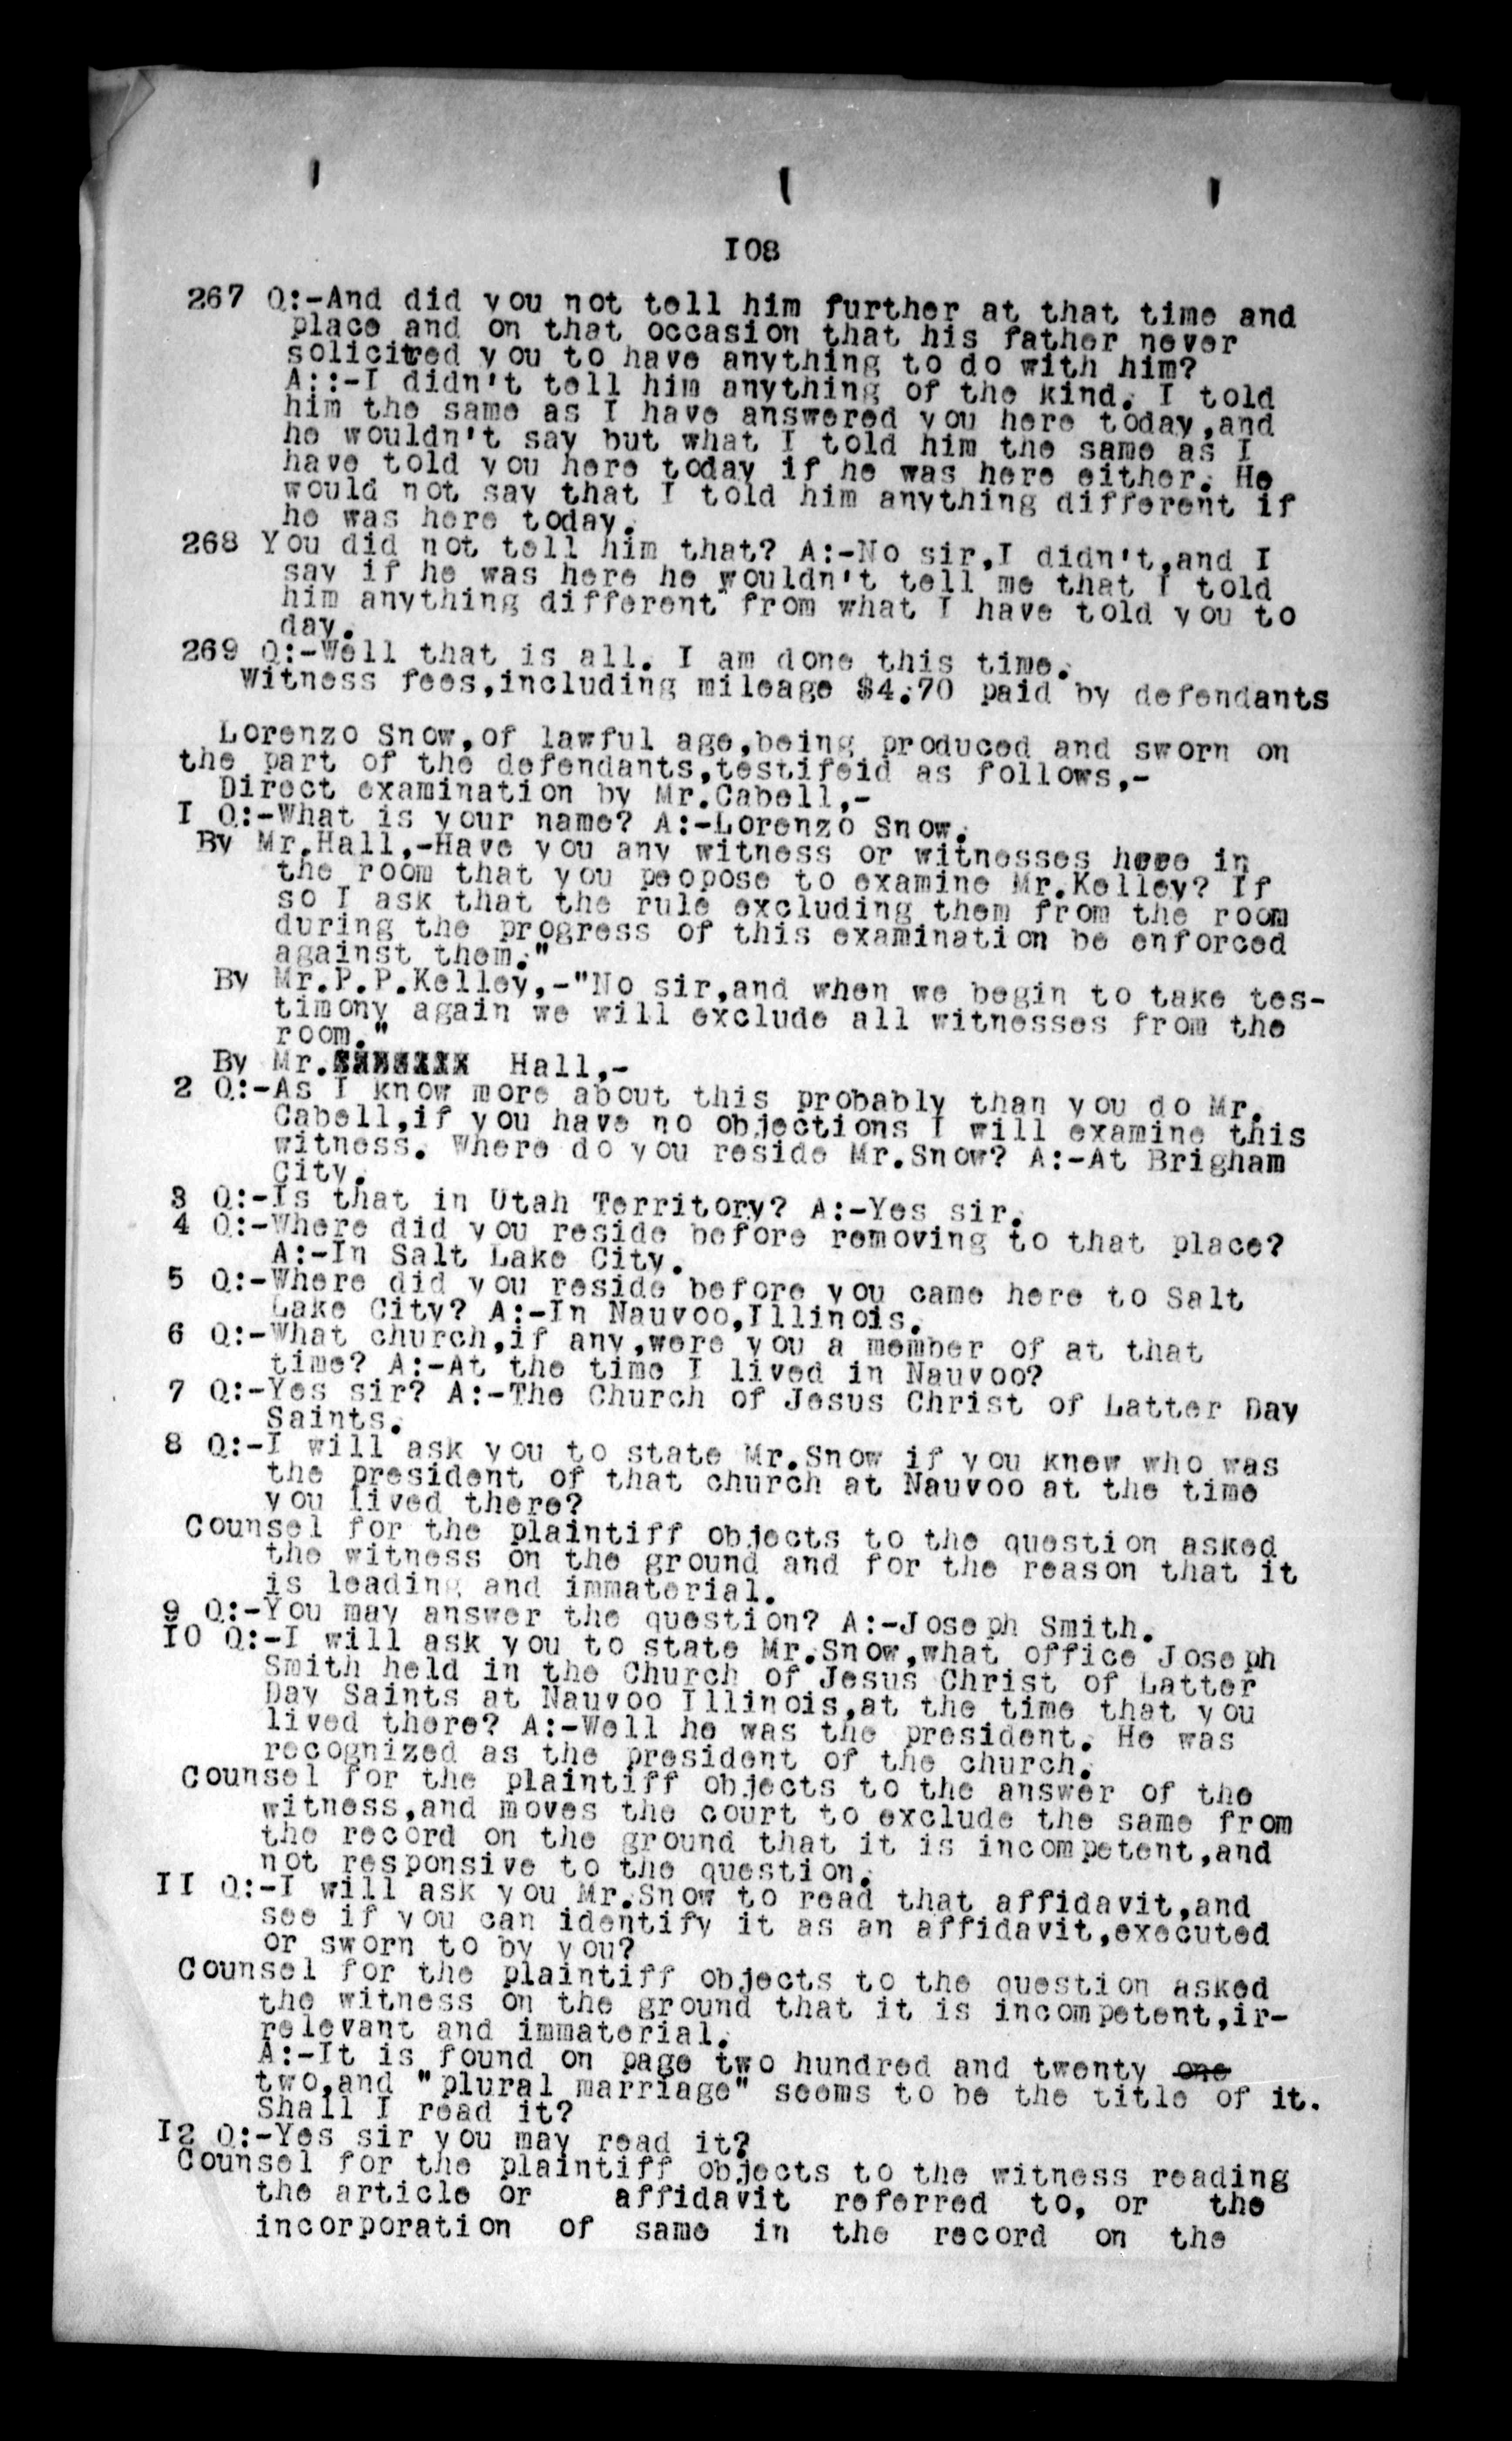 I08
267 Q:-And did you not tell him further at that time and
place and on that occasion that his father never
solicitred you to have anything to do with him?
A::-I didn't tell him anything of the kind. I told
him the same as I have answered you here today,and
he wouldn't say but what I told him the same as I
have told you here today if he was here either. He
would not say that I told him anything different if
he was here today.
268 You did not tell him that? A:-No sir,I didn't,and I
say if he was here he wouldn't tell me that I told
him anything different from what I have told you to
day.
269 Q:-Well that is all. I am done this time.
Witness fees,including mileage $4.70 paid by defendants
Lorenzo Snow,of lawful age,being produced and sworn on
the part of the defendants,testifeid as follows,-
Direct examination by Mr.Cabell,-
I Q:-What is your name? A:-Lorenzo Snow.
By Mr.Hall,-Have you any witness or witnesses here in
the room that you peopose to examine Mr.Kelley? If
so I ask that the rule excluding them from the room
during the progress of this examination be enforced
against them."
By Mr.P.P.Kelley,-"No sir,and when we begin to take tes-
timony again we will exclude all witnesses from the
room."
By Mr. Hall,-
2 Q:-As I know more about this probably than you do Mr.
Cabell,if you have no objections I will examine this
witness. Where do you reside Mr.Snow? A:-At Brigham
City.
3 Q:-Is that in Utah Territory? A:-Yes sir.
4 Q:-Where did you reside before removing to that place?
A:-In Salt Lake City.
5 Q:-Where did you reside before you came here to Salt
Lake City? A:-In Nauvoo,Illinois.
6 Q:-What church,if any,were you a member of at that
time? A:-At the time I lived in Nauvoo?
7 Q:-Yes sir? A:-The Church of Jesus Christ of Latter Day
Saints.
8 Q:-I will ask you to state Mr.Snow if you knew who was
the president of that church at Nauvoo at the time
you lived there?
Counsel for the plaintiff objects to the question asked
the witness on the ground and for the reason that it
is leading and immaterial.
9 Q:-You may answer the question? A:-Joseph Smith.
I0 Q:-I will ask you to state Mr.Snow,what office Joseph
Smith held in the Church of Jesus Christ of Latter
Day Saints at Nauvoo Illinois,at the time that you
lived there? A:-Well he was the president. He was
recognized as the president of the church.
Counsel for the plaintiff objects to the answer of the
witness,and moves the court to exclude the same from
the record on the ground that it is incompetent,and
not responsive to the question.
II Q:-I will ask you Mr.Snow to read that affidavit,and
see if you can identify it as an affidavit,executed
or sworn to by you?
Counsel for the plaintiff objects to the question asked
the witness on the ground that it is incompetent,ir-
relevant and immaterial.
A:-It is found on page two hundred and twenty one
two,and "plural marriage" seems to be the title of it.
Shall I read it?
I2 Q:-Yes sir you may read it?
Counsel for the plaintiff objects to the witness reading
the article or affidavit referred to, or the
incorporation of same in the record on the